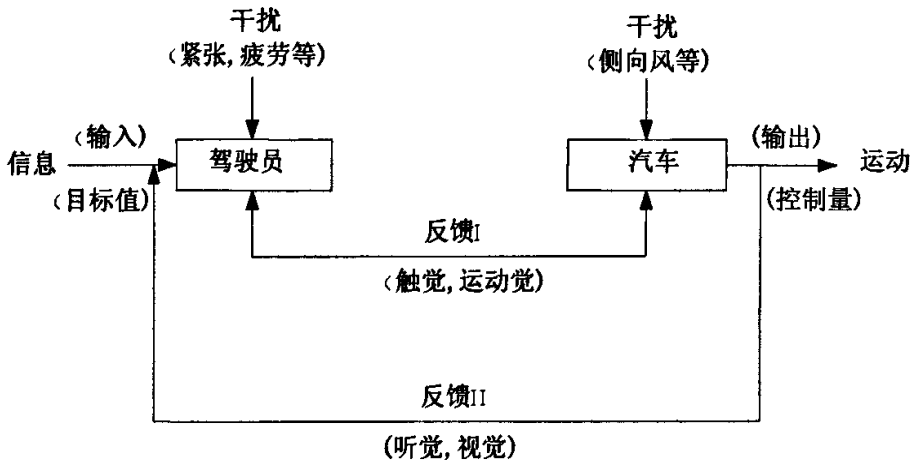 干扰
(紧张,疲劳等)
干扰
(侧向风等)
(输入)
信息
驾驶员
(目标值)
汽车
(输出)
运动
(控制量)
反馈I
(触觉,运动觉)
反馈II
(听觉,视觉)